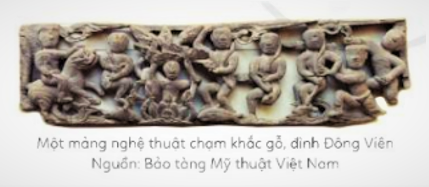 Một mảng nghệ thuật chạm khắc gỗ, đình Đông Viên
Nguồn: Bảo tàng Mỹ thuật Việt Nam